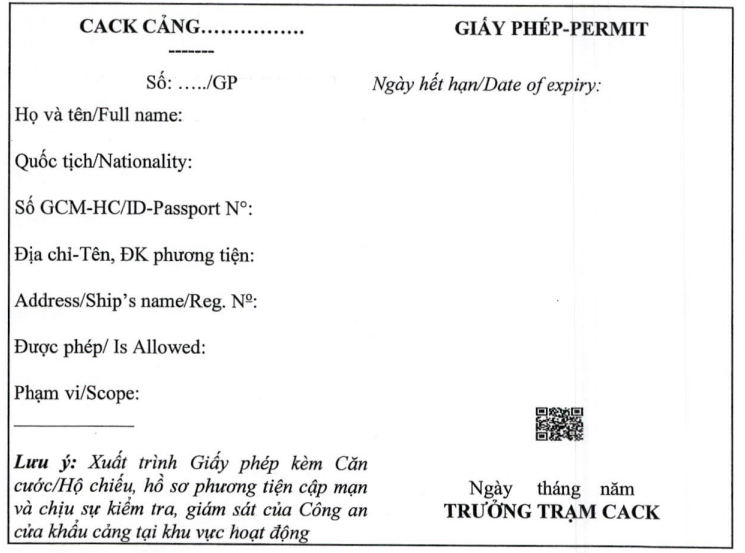 CACK CẢNG................
-------
Số: ...../GP
GIẤY PHÉP-PERMIT
Ngày hết hạn/Date of expiry:
Họ và tên/Full name:
Quốc tịch/Nationality:
Số GCM-HC/ID-Passport N°:
Địa chỉ-Tên, ĐK phương tiện:
Address/Ship's name/Reg. Nº:
Được phép/ Is Allowed:
Phạm vi/Scope:
Lưu ý: Xuất trình Giấy phép kèm Căn
cước/Hộ chiếu, hồ sơ phương tiện cập mạn
và chịu sự kiểm tra, giám sát của Công an
cửa khẩu cảng tại khu vực hoạt động
Ngày tháng năm
TRƯỞNG TRẠM CACK